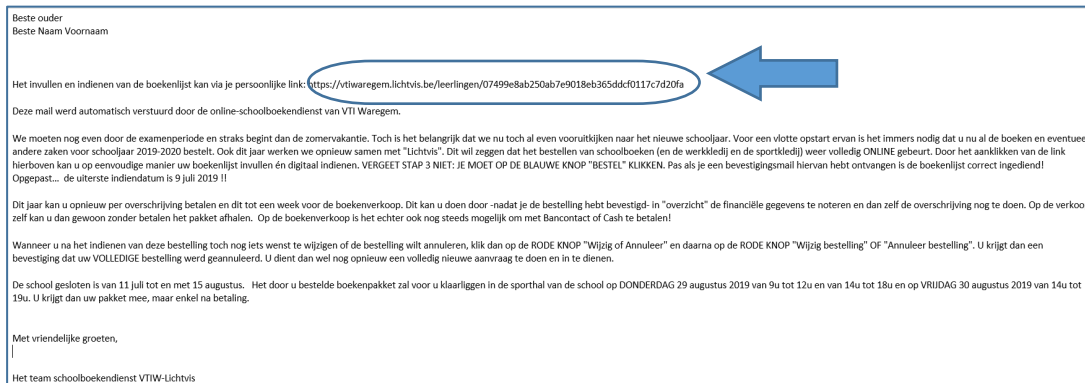 Beste ouder
Beste Naam Voornaam
Het invullen en indienen van de boekenlijst kan via je persoonlijke link: https://vtiwaregem.lichtvis.be/leerlingen/07499e8ab250ab7e9018eb365ddcf0117c7d20fa
Deze mail werd automatisch verstuurd door de online-schoolboekendienst van VTI Waregem.
We moeten nog even door de examenperiode en straks begint dan de zomervakantie. Toch is het belangrijk dat we nu toch al even vooruitkijken naar het nieuwe schooljaar. Voor een vlotte opstart ervan is het immers nodig dat u nu al de boeken en eventuee
andere zaken voor schooljaar 2019-2020 bestelt. Ook dit jaar werken we opnieuw samen met "Lichtvis". Dit wil zeggen dat het bestellen van schoolboeken (en de werkkledij en de sportkledij) weer volledig ONLINE gebeurt. Door het aanklikken van de link
hierboven kan u op eenvoudige manier uw boekenlijst invullen én digitaal indienen. VERGEET STAP 3 NIET: JE MOET OP DE BLAUWE KNOP "BESTEL" KLIKKEN. Pas als je een bevestigingsmail hiervan hebt ontvangen is de boekenlijst correct ingediend!
Opgepast... de uiterste indiendatum is 9 juli 2019 !!
Dit jaar kan u opnieuw per overschrijving betalen en dit tot een week voor de boekenverkoop. Dit kan u doen door -nadat je de bestelling hebt bevestigd- in "overzicht" de financiële gegevens te noteren en dan zelf de overschrijving nog te doen. Op de verkoo
zelf kan u dan gewoon zonder betalen het pakket afhalen. Op de boekenverkoop is het echter ook nog steeds mogelijk om met Bancontact of Cash te betalen!
Wanneer u na het indienen van deze bestelling toch nog iets wenst te wijzigen of de bestelling wilt annuleren, klik dan op de RODE KNOP "Wijzig of Annuleer" en daarna op de RODE KNOP "Wijzig bestelling" OF "Annuleer bestelling". U krijgt dan een
bevestiging dat uw VOLLEDIGE bestelling werd geannuleerd. U dient dan wel nog opnieuw een volledig nieuwe aanvraag te doen en in te dienen.
De school gesloten is van 11 juli tot en met 15 augustus. Het door u bestelde boekenpakket zal voor u klaarliggen in de sporthal van de school op DONDERDAG 29 augustus 2019 van 9u tot 12u en van 14u tot 18u en op VRIJDAG 30 augustus 2019 van 14u tot
19u. U krijgt dan uw pakket mee, maar enkel na betaling.
Met vriendelijke groeten,
Het team schoolboekendienst VTIW-Lichtvis